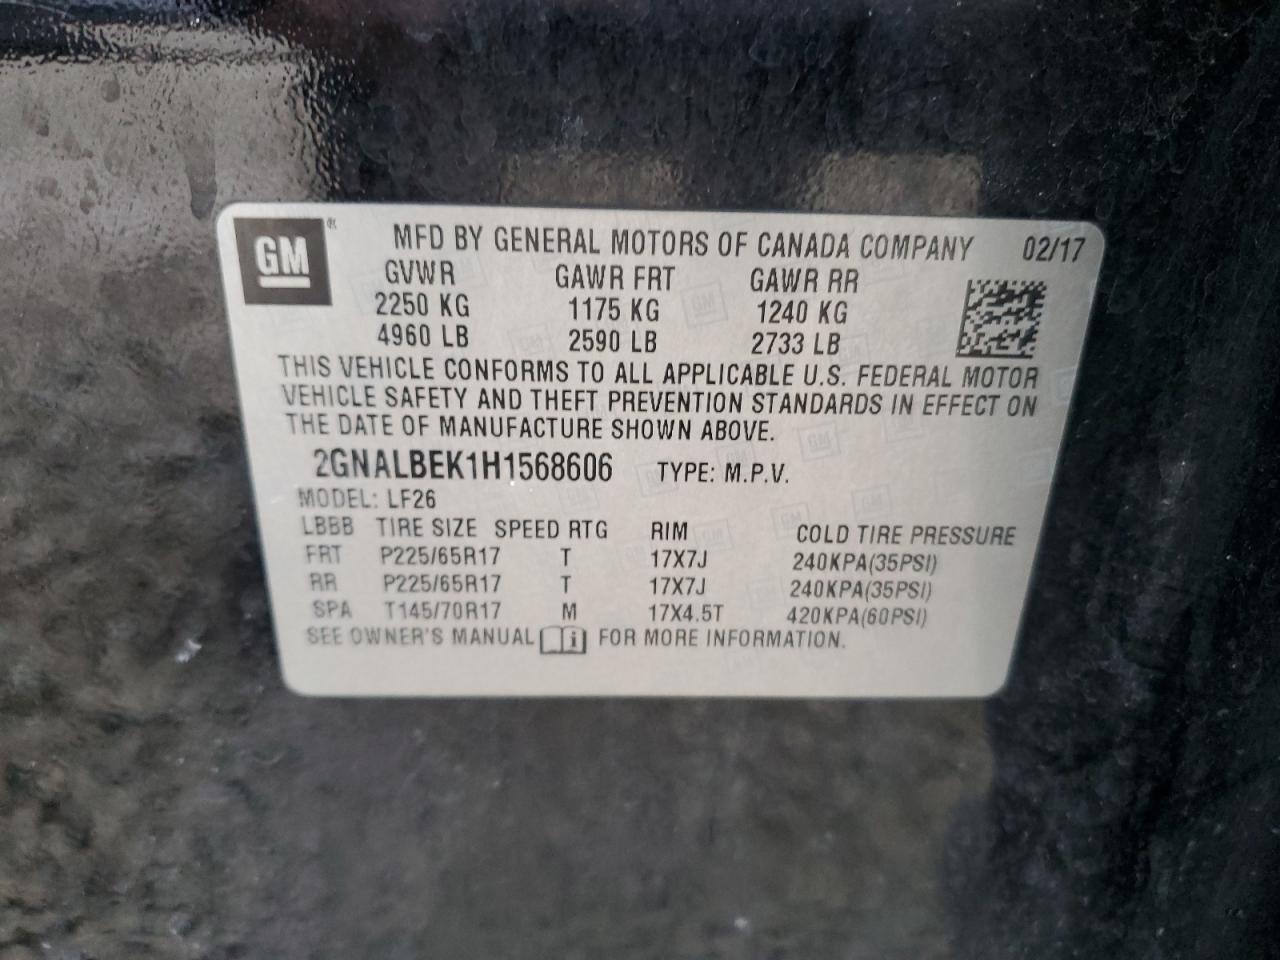 GM ® MFD BY GENERAL MOTORS OF CANADA COMPANY 02/17
GVWR GAWR FRT GAWR RR
2250 KG 1175 KG 1240 KG
4960 LB 2590 LB 2733 LB
THIS VEHICLE CONFORMS TO ALL APPLICABLE U.S. FEDERAL MOTOR
VEHICLE SAFETY AND THEFT PREVENTION STANDARDS IN EFFECT ON
THE DATE OF MANUFACTURE SHOWN ABOVE.
2GNALBEK1H1568606 TYPE: M.P.V.
MODEL: LF26
LBBB TIRE SIZE SPEED RTG RIM COLD TIRE PRESSURE
FRT P225/65R17 T 17X7J 240KPA(35PSI)
RR P225/65R17 T 17X7J 240KPA(35PSI)
SPA T145/70R17 M 17X4.5T 420KPA(60PSI)
SEE OWNER'S MANUAL i FOR MORE INFORMATION.